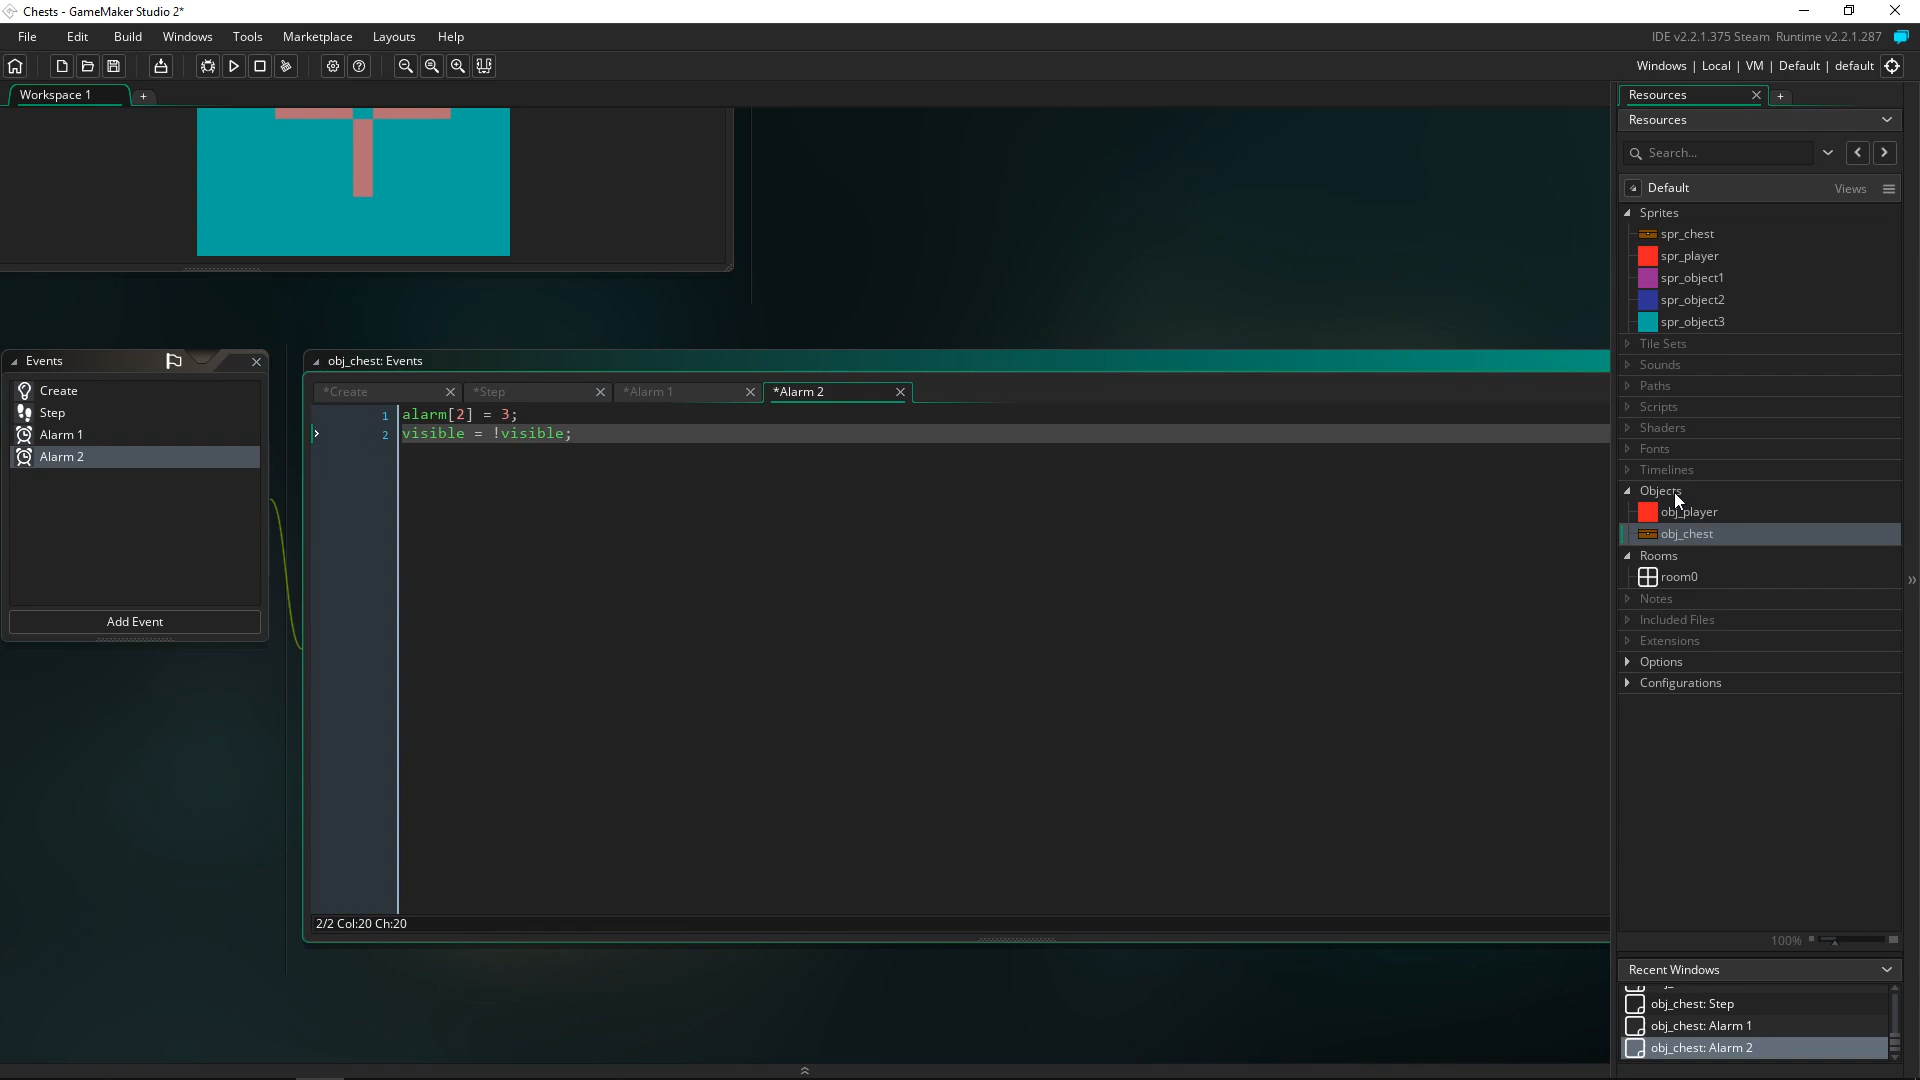 Chests - GameMaker Studio 2*
File Edit Build Windows Tools Marketplace Layouts Help
IDE v2.2.1.375 Steam Runtime v2.2.1.287
Windows | Local | VM | Default | default
Workspace 1
Resources
Resources
Search...
Default Views
Sprites
spr_chest
spr_player
spr_object1
spr_object2
spr_object3
Tile Sets
Sounds
Paths
Scripts
Shaders
Fonts
Timelines
Objects
obj_player
obj_chest
Rooms
room0
Notes
Included Files
Extensions
Options
Configurations
100%
Recent Windows
obj_chest: Step
obj_chest: Alarm 1
obj_chest: Alarm 2
Events
Create
Step
Alarm 1
Alarm 2
Add Event
obj_chest: Events
*Create *Step *Alarm 1 *Alarm 2
1 alarm[2] = 3;
2 visible = !visible;
2/2 Col:20 Ch:20